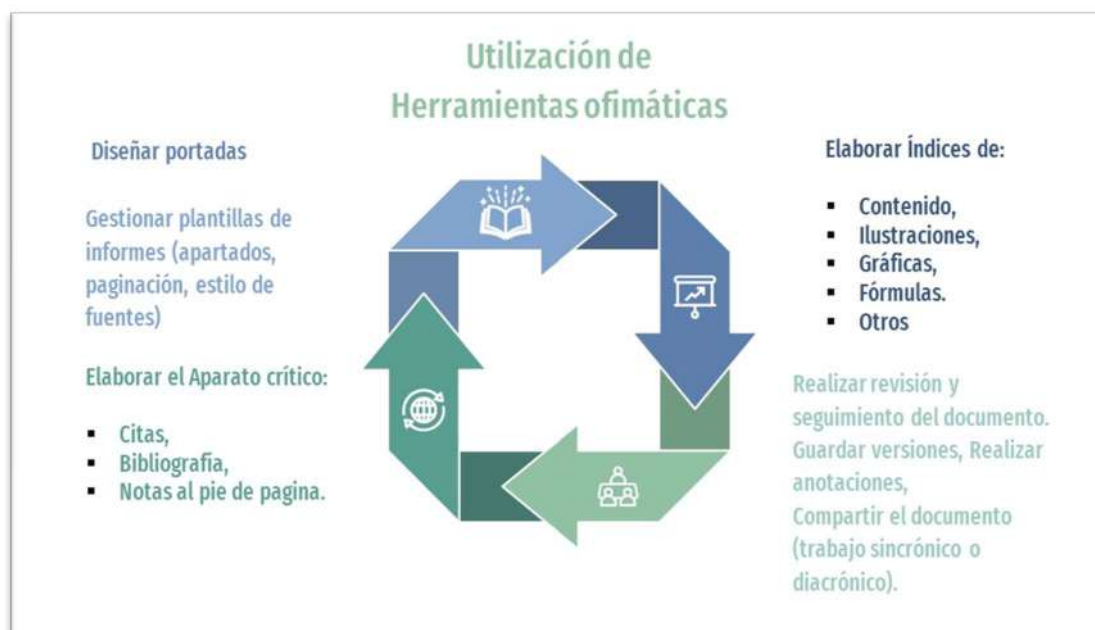 Utilización de
Herramientas ofimáticas
Diseñar portadas
Gestionar plantillas de
informes (apartados,
paginación, estilo de
fuentes)
Elaborar el Aparato crítico:
▪ Citas,
▪ Bibliografía,
▪ Notas al pie de pagina.
Elaborar Índices de:
▪ Contenido,
▪ Ilustraciones,
▪ Gráficas,
▪ Fórmulas.
▪ Otros
Realizar revisión y
seguimiento del documento.
Guardar versiones, Realizar
anotaciones,
Compartir el documento
(trabajo sincrónico o
diacrónico).